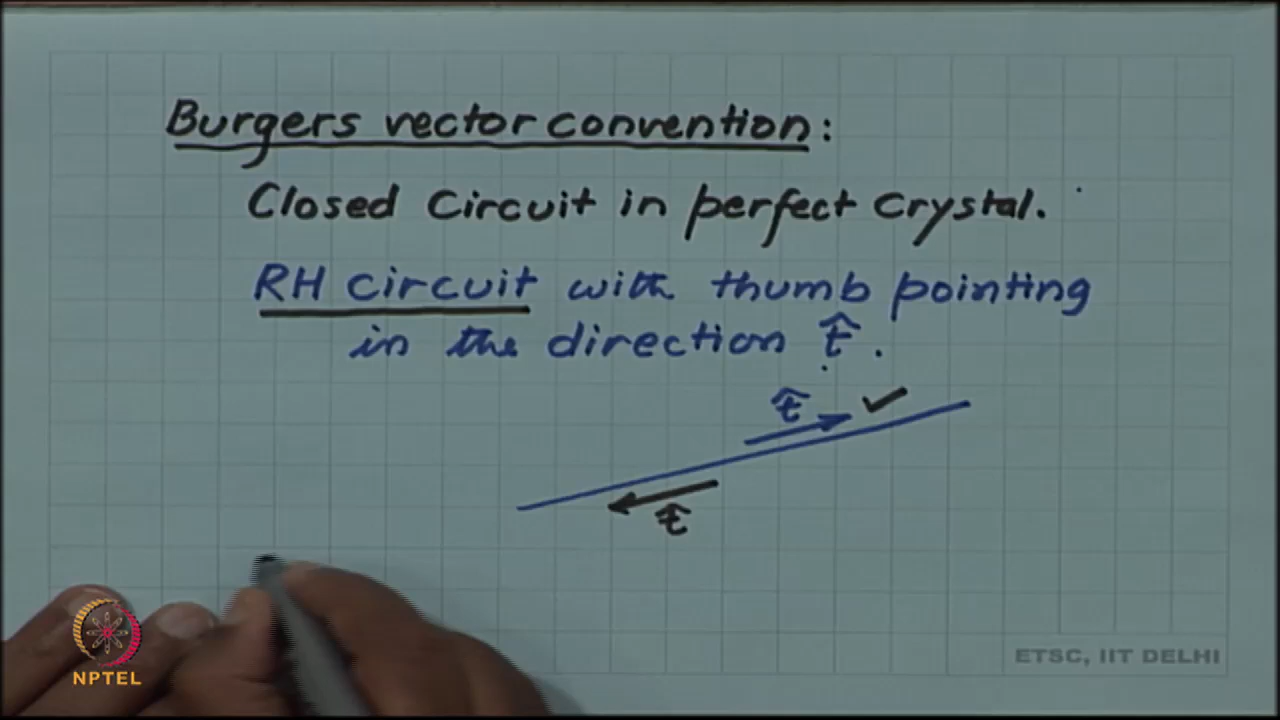 Burgers vector convention:
Closed Circuit in perfect Crystal.
RH circuit with thumb pointing
in the direction t̂.
t̂
t̂
NPTEL
ETSC, IIT DELHI